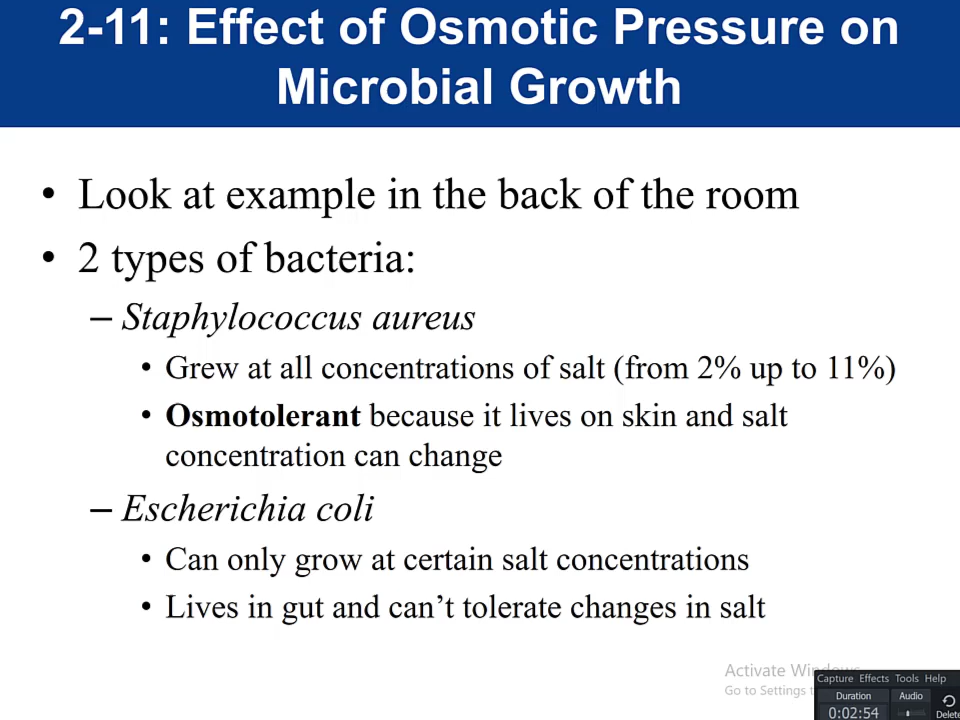 2-11: Effect of Osmotic Pressure on
Microbial Growth
• Look at example in the back of the room
• 2 types of bacteria:
– Staphylococcus aureus
• Grew at all concentrations of salt (from 2% up to 11%)
• Osmotolerant because it lives on skin and salt
concentration can change
– Escherichia coli
• Can only grow at certain salt concentrations
• Lives in gut and can’t tolerate changes in salt
Activate Windows
Go to Settings
Capture Effects Tools Help
Duration Audio
0:02:54 Delete